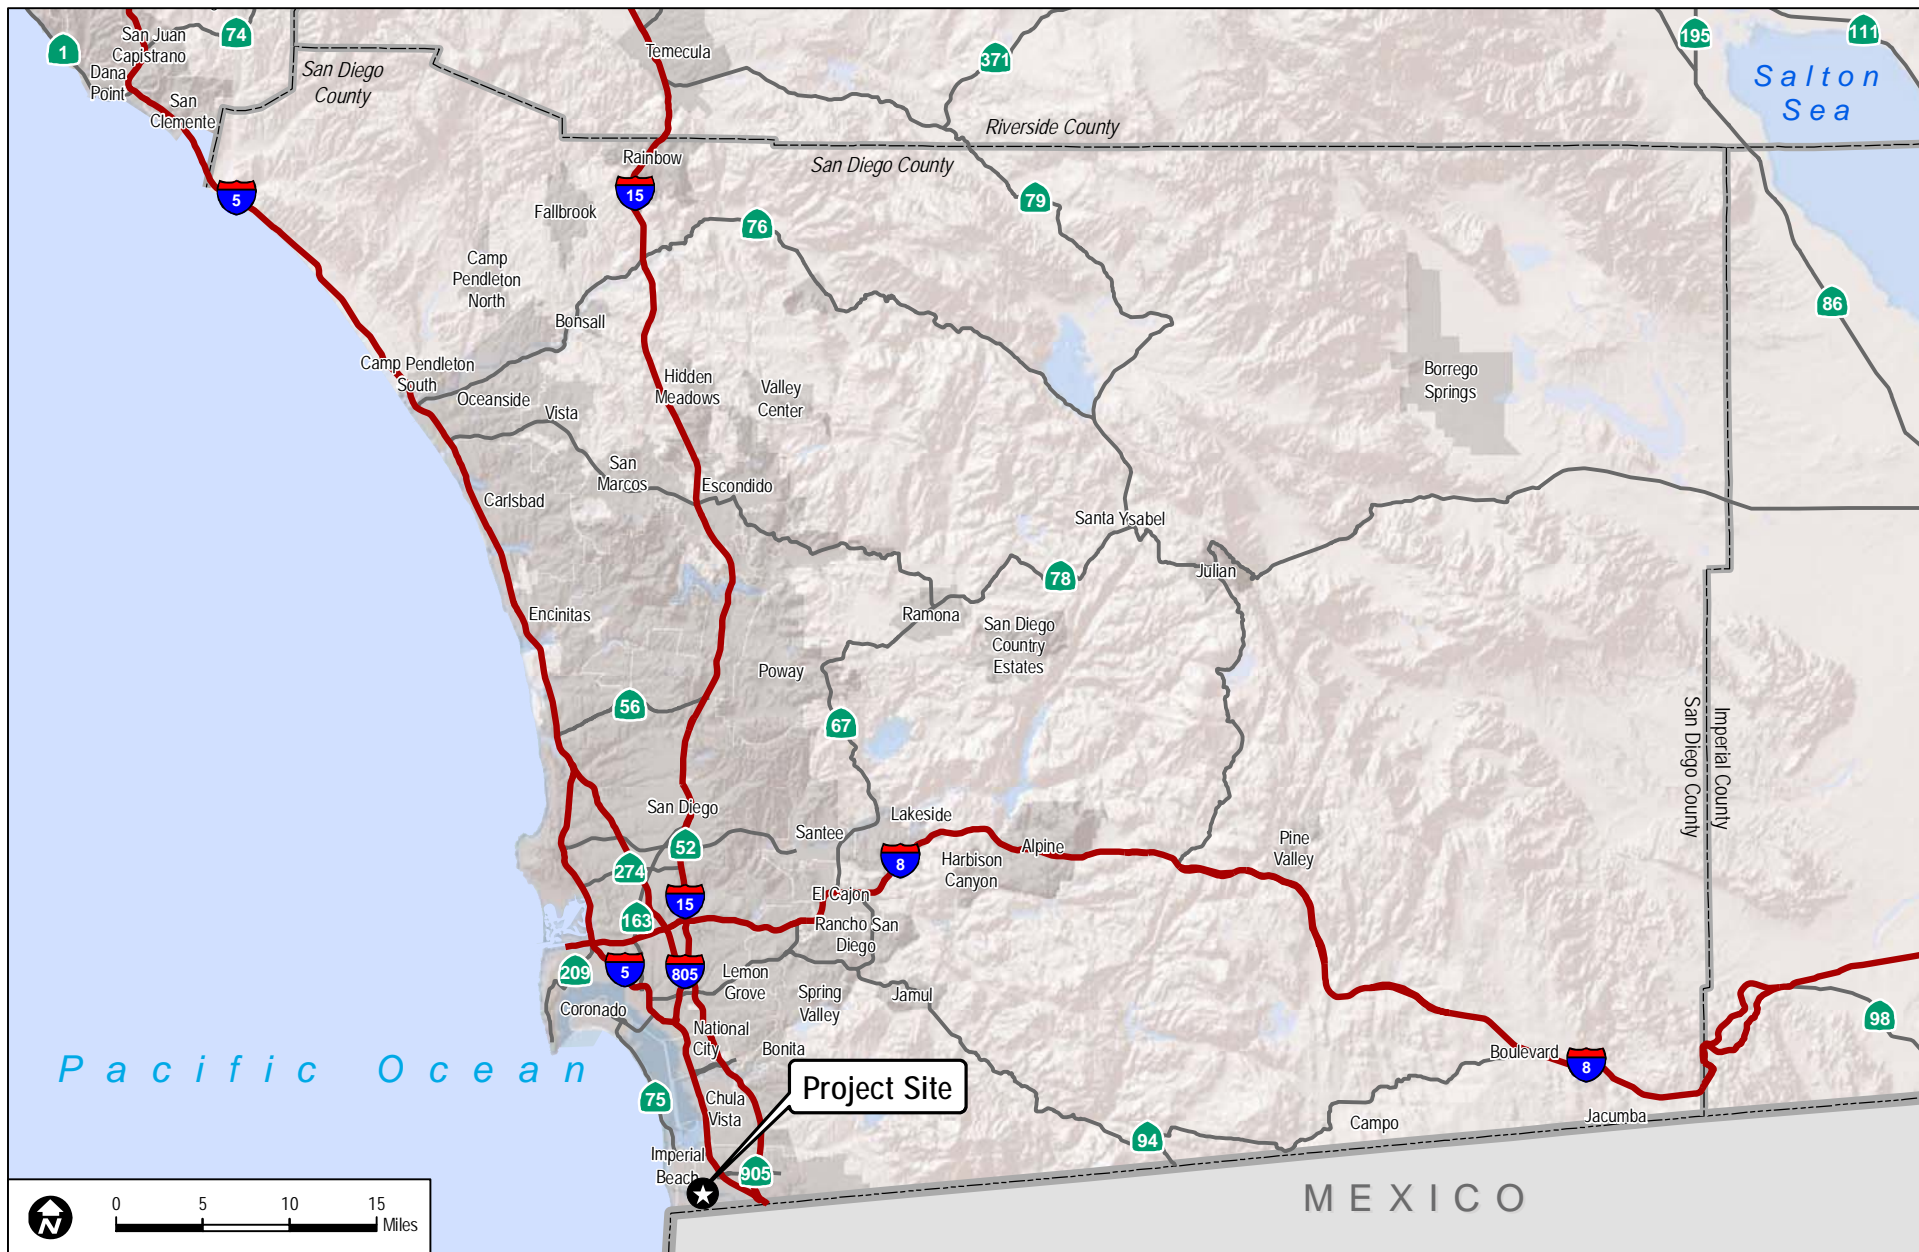 San Juan
Capistrano
74
1
Dana
Point
San
Clemente
San Diego
County
Temecula
371
195
111
Salton
Sea
Riverside County
San Diego County
Rainbow
5
15
Fallbrook
76
79
Camp
Pendleton
North
86
Bonsall
Camp Pendleton
South
Oceanside
Vista
Hidden
Meadows
Valley
Center
Borrego
Springs
San
Marcos
Escondido
Carlsbad
Santa Ysabel
Julian
78
Encinitas
Ramona
San Diego
Country
Estates
Poway
56
67
Imperial County
San Diego County
San Diego
Lakeside
Santee
52
8
Alpine
Harbison
Canyon
Pine
Valley
274
El Cajon
15
163
Rancho San
Diego
209
5
805
Lemon
Grove
Spring
Valley
Jamul
Coronado
National
City
Bonita
98
Boulevard
8
Pacific Ocean
75
Chula
Vista
Project Site
Jacumba
Campo
94
Imperial
Beach
905
MEXICO
N
0 5 10 15
Miles